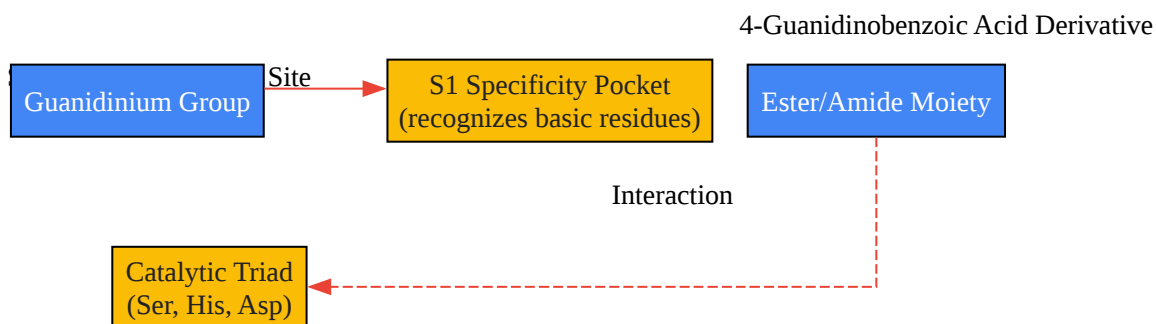 4-Guanidinobenzoic Acid Derivative
Site
Guanidinium Group
S1 Specificity Pocket
(recognizes basic residues)
Ester/Amide Moiety
Interaction
Catalytic Triad
(Ser, His, Asp)